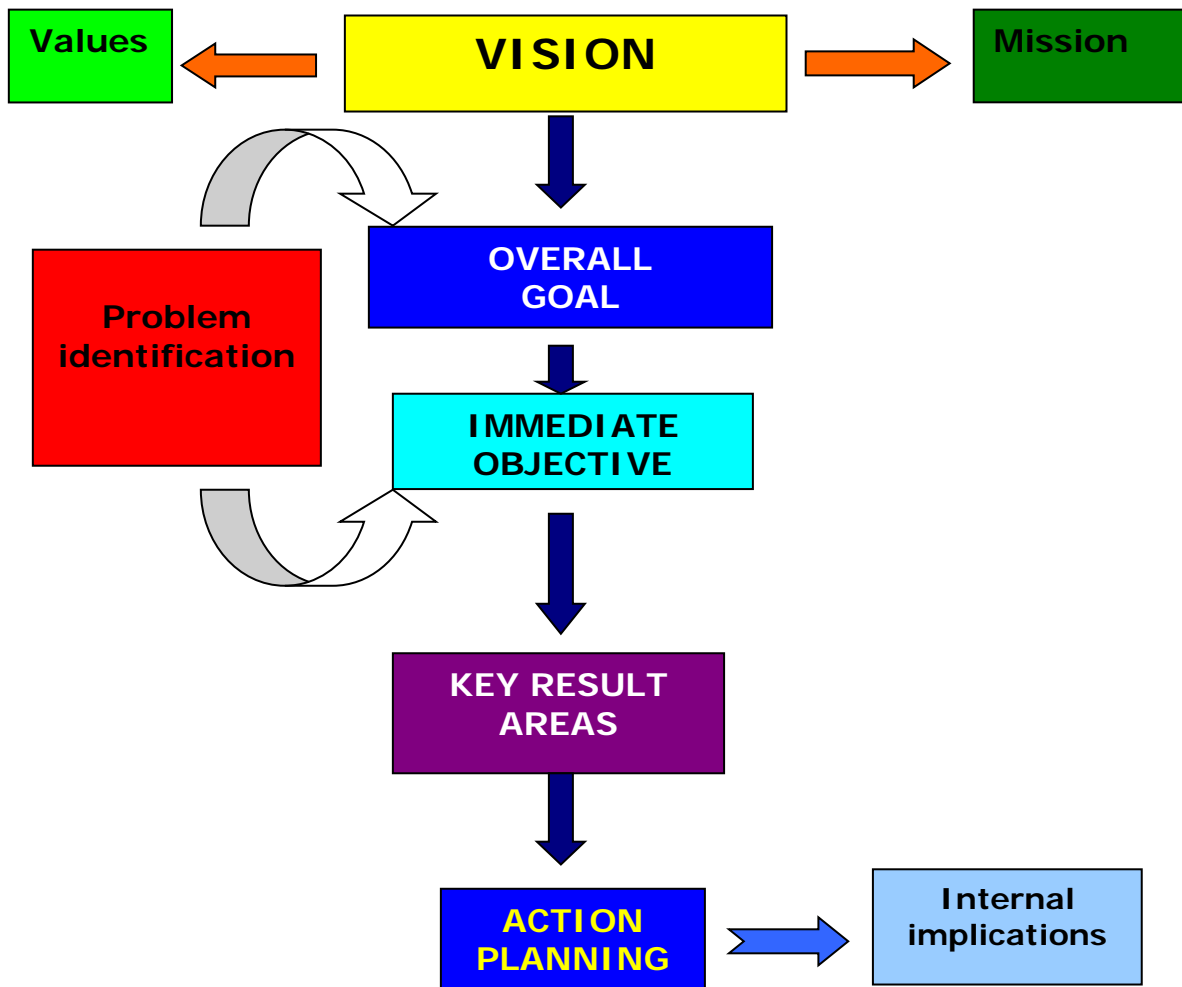 Values
VISION
Mission
OVERALL
GOAL
Problem
identification
IMMEDIATE
OBJECTIVE
KEY RESULT
AREAS
ACTION
PLANNING
Internal
implications